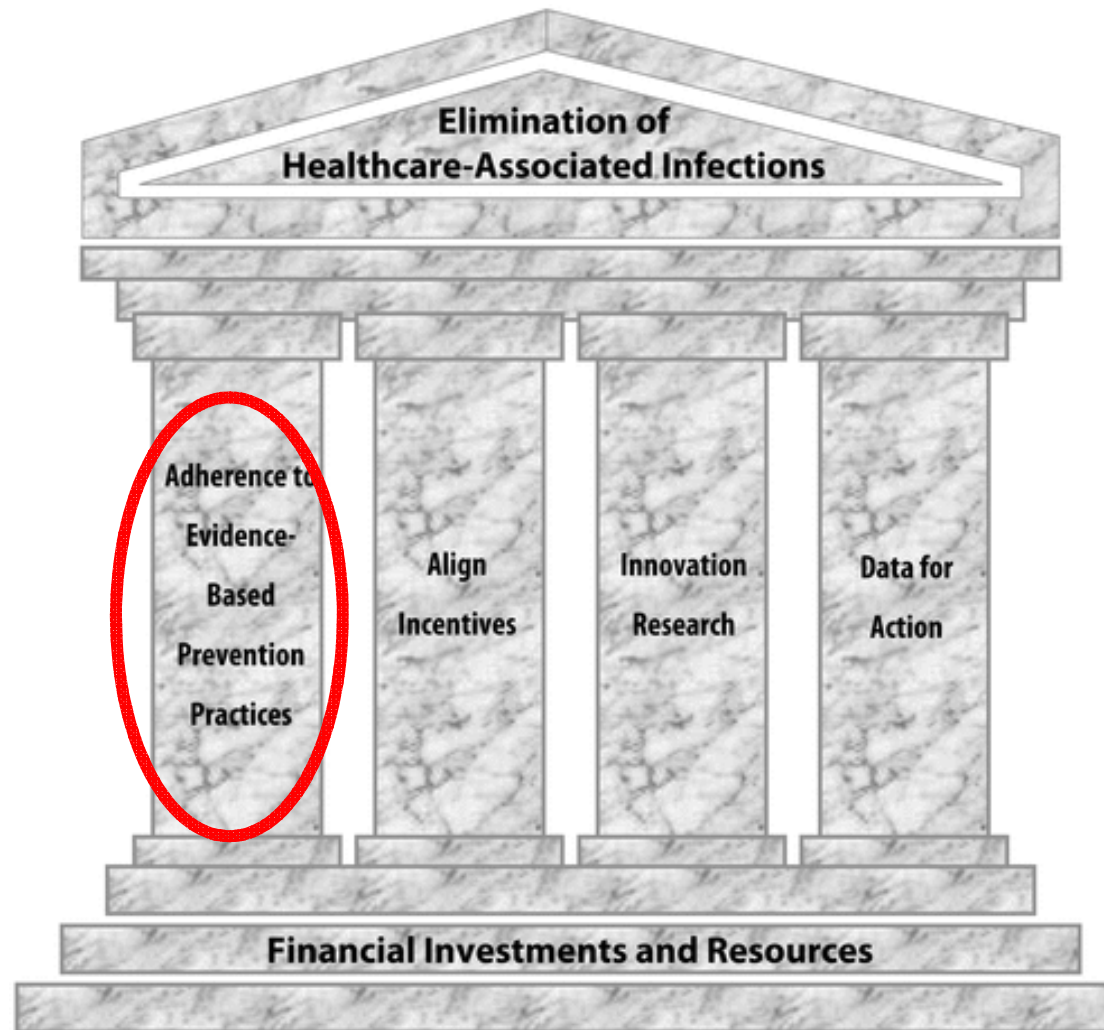 Elimination of
Healthcare-Associated Infections
Adherence to
Evidence-
Based
Prevention
Practices
Align
Incentives
Innovation
Research
Data for
Action
Financial Investments and Resources